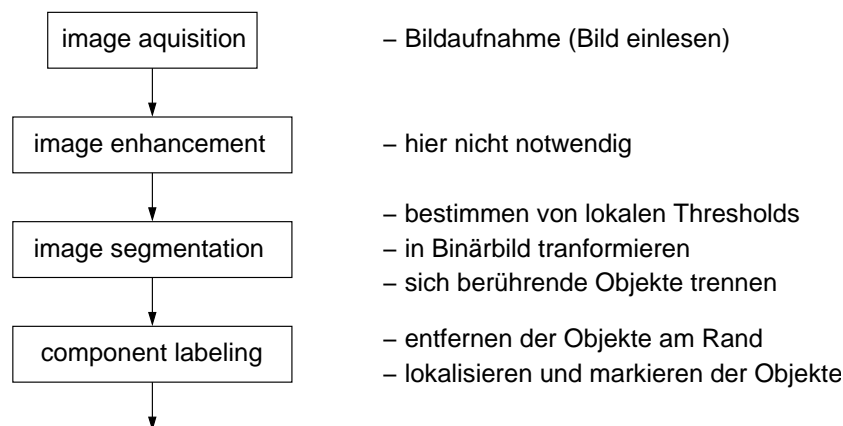 image aquisition
– Bildaufnahme (Bild einlesen)
image enhancement
– hier nicht notwendig
image segmentation
– bestimmen von lokalen Thresholds
– in Binärbild tranformieren
– sich berührende Objekte trennen
component labeling
– entfernen der Objekte am Rand
– lokalisieren und markieren der Objekte